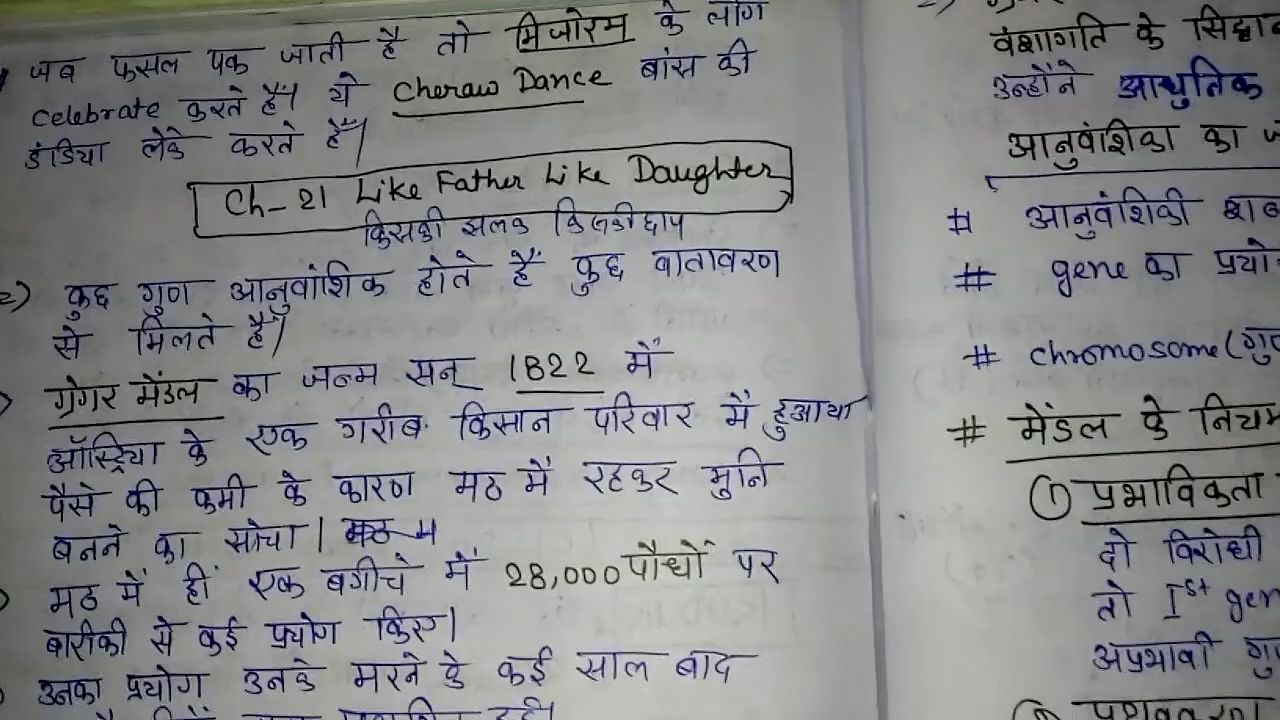 जब फसल पक जाती है तो मिजोरम के लोग
celebrate करते हैं। ये Cheraw Dance बांस की
डंडिया लेके करते हैं।
Ch-21 Like Father Like Daughter
किसकी झलक किसकी छाप
कुछ गुण आनुवांशिक होते हैं कुछ वातावरण
से मिलते हैं।
ग्रेगर मेंडल का जन्म सन् 1822 में
ऑस्ट्रिया के एक गरीब किसान परिवार में हुआथा
पैसे की कमी के कारण मठ में रहकर मुनि
बनने का सोचा।
मठ में ही एक बगीचे में 28,000 पौधों पर
बारीकी से कई प्रयोग किए।
उनका प्रयोग उनके मरने के कई साल बाद
वंशागति के
उन्होंने आधुतिक
आनुवंशिका का
# आनुवंशिकी
# gene का
# chromosome
# मेंडल के नियम
① प्रभाविकता
दो विरोधी
तो Ist gen
अप्रभावी